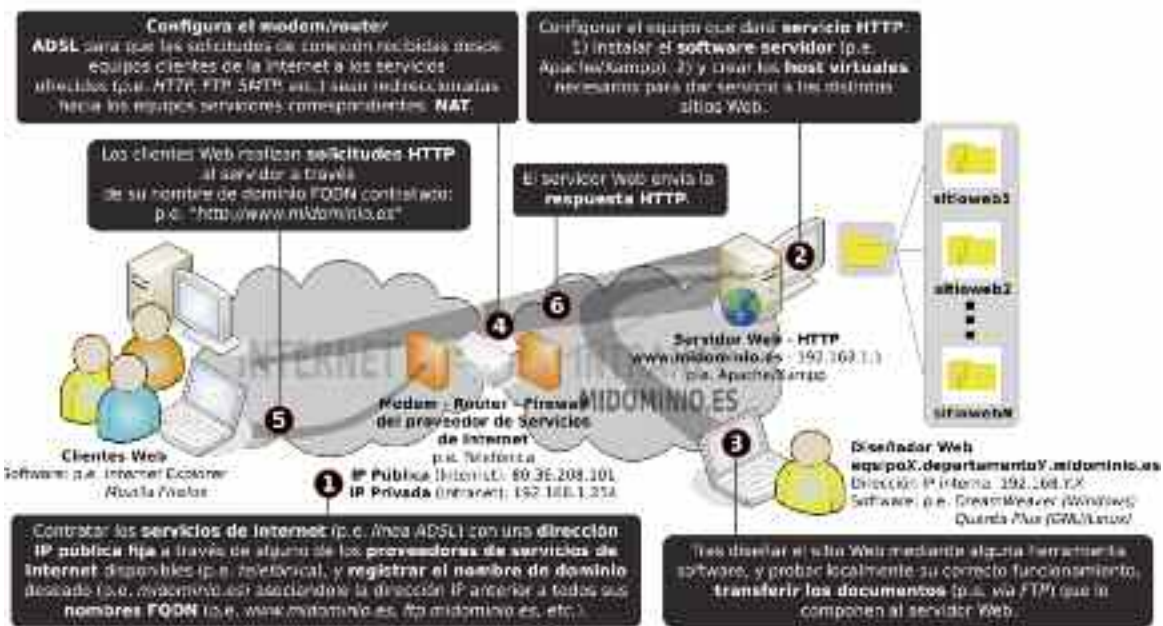 Configura el modom/router
ADSL para que las solicitudes de conexión recibidas desde
equipos clientes de la Internet a los servicios
ofrecidos (p.e. HTTP, FTP, SMTP, etc.) sean redireccionadas
hacia los equipos servidores correspondientes. NAT
Configurar el equipo que dará servicio HTTP.
1) Instalar el software servidor (p.e.
Apache/Xampp). 2) y crear los host virtuales
necesarios para dar servicio a los distintos
sitios Web.
Los clientes Web realizan solicitudes HTTP
al servidor a través
de su nombre de dominio FQDN contratado:
p.e. "http://www.midominio.es"
El servidor Web envía la
respuesta HTTP.
sitioweb1
sitioweb2
sitiowebN
2
6
4
5
3
1
INTERNET
MIDOMINIO.ES
Servidor Web - HTTP
www.midominio.es - 192.168.1.1
p.e. Apache/Xampp
Modem - Router - Firewall
del proveedor de Servicios
de Internet
p.e. Telefónica
IP Pública (Internet): 80.36.208.101
IP Privada (Intranet): 192.168.1.254
Clientes Web
Software: p.e. Internet Explorer
Mozilla Firefox
Diseñador Web
equipoX.departamentoY.midominio.es
Dirección IP interna: 192.168.Y.X
Software: p.e. DreamWeaver (Windows)
Quanta Plus (GNU/Linux)
Contratar los servicios de Internet (p.e. línea ADSL) con una dirección
IP pública fija a través de alguno de los proveedores de servicios de
Internet disponibles (p.e. telefónica), y registrar el nombre de dominio
deseado (p.e. midominio.es) asociándole la dirección IP anterior a todos sus
nombres FQDN (p.e. www.midominio.es, ftp.midominio.es, etc.).
Tras diseñar el sitio Web mediante alguna herramienta
software, y probar localmente su correcto funcionamiento,
transferir los documentos (p.e. vía FTP) que lo
componen al servidor Web.